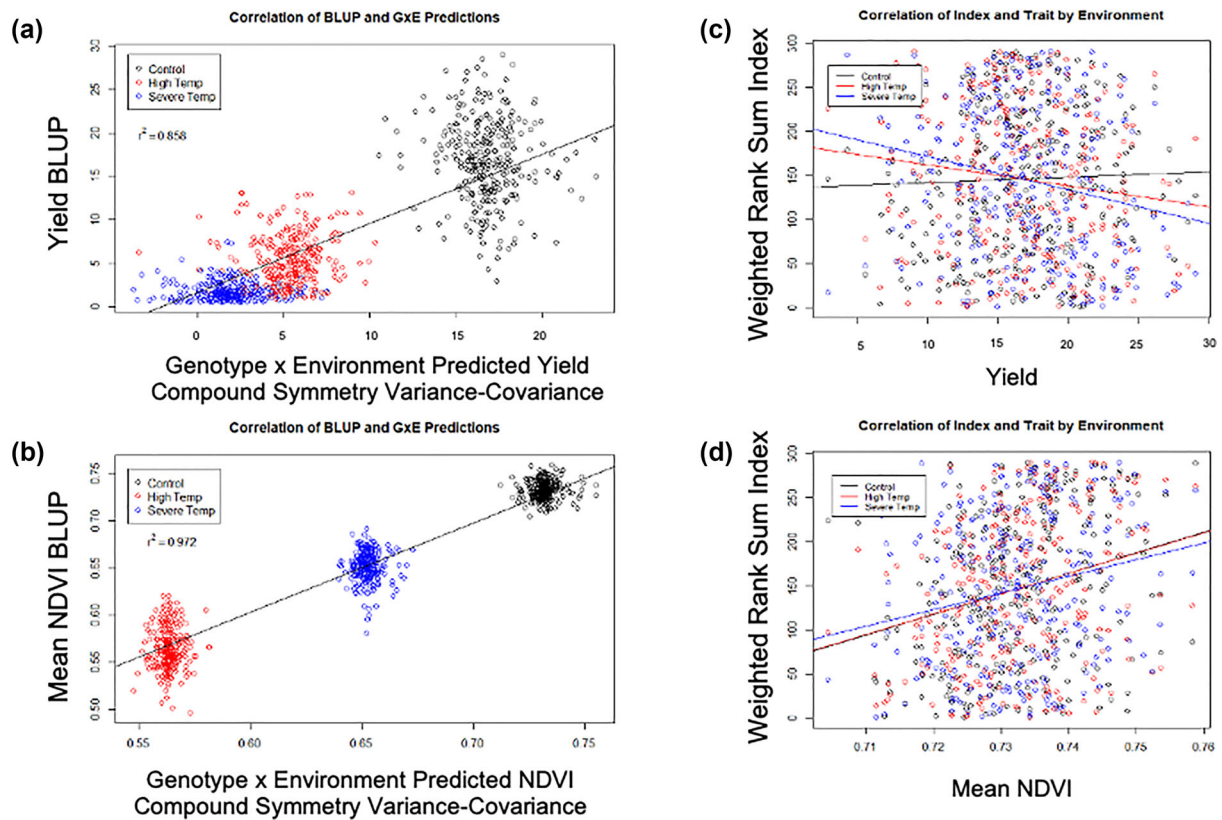 (a)
Correlation of BLUP and GxE Predictions
Yield BLUP
30
25
20
15
10
5
0
Control
High Temp
Severe Temp
r² = 0.858
0 5 10 15 20
Genotype x Environment Predicted Yield
Compound Symmetry Variance-Covariance
(c)
Correlation of Index and Trait by Environment
Weighted Rank Sum Index
300
250
200
150
100
50
0
Control
High Temp
Severe Temp
5 10 15 20 25 30
Yield
(b)
Correlation of BLUP and GxE Predictions
Mean NDVI BLUP
0.75
0.70
0.65
0.60
0.55
0.50
Control
High Temp
Severe Temp
r² = 0.972
0.55 0.60 0.65 0.70 0.75
Genotype x Environment Predicted NDVI
Compound Symmetry Variance-Covariance
(d)
Correlation of Index and Trait by Environment
Weighted Rank Sum Index
300
250
200
150
100
50
0
Control
High Temp
Severe Temp
0.71 0.72 0.73 0.74 0.75 0.76
Mean NDVI